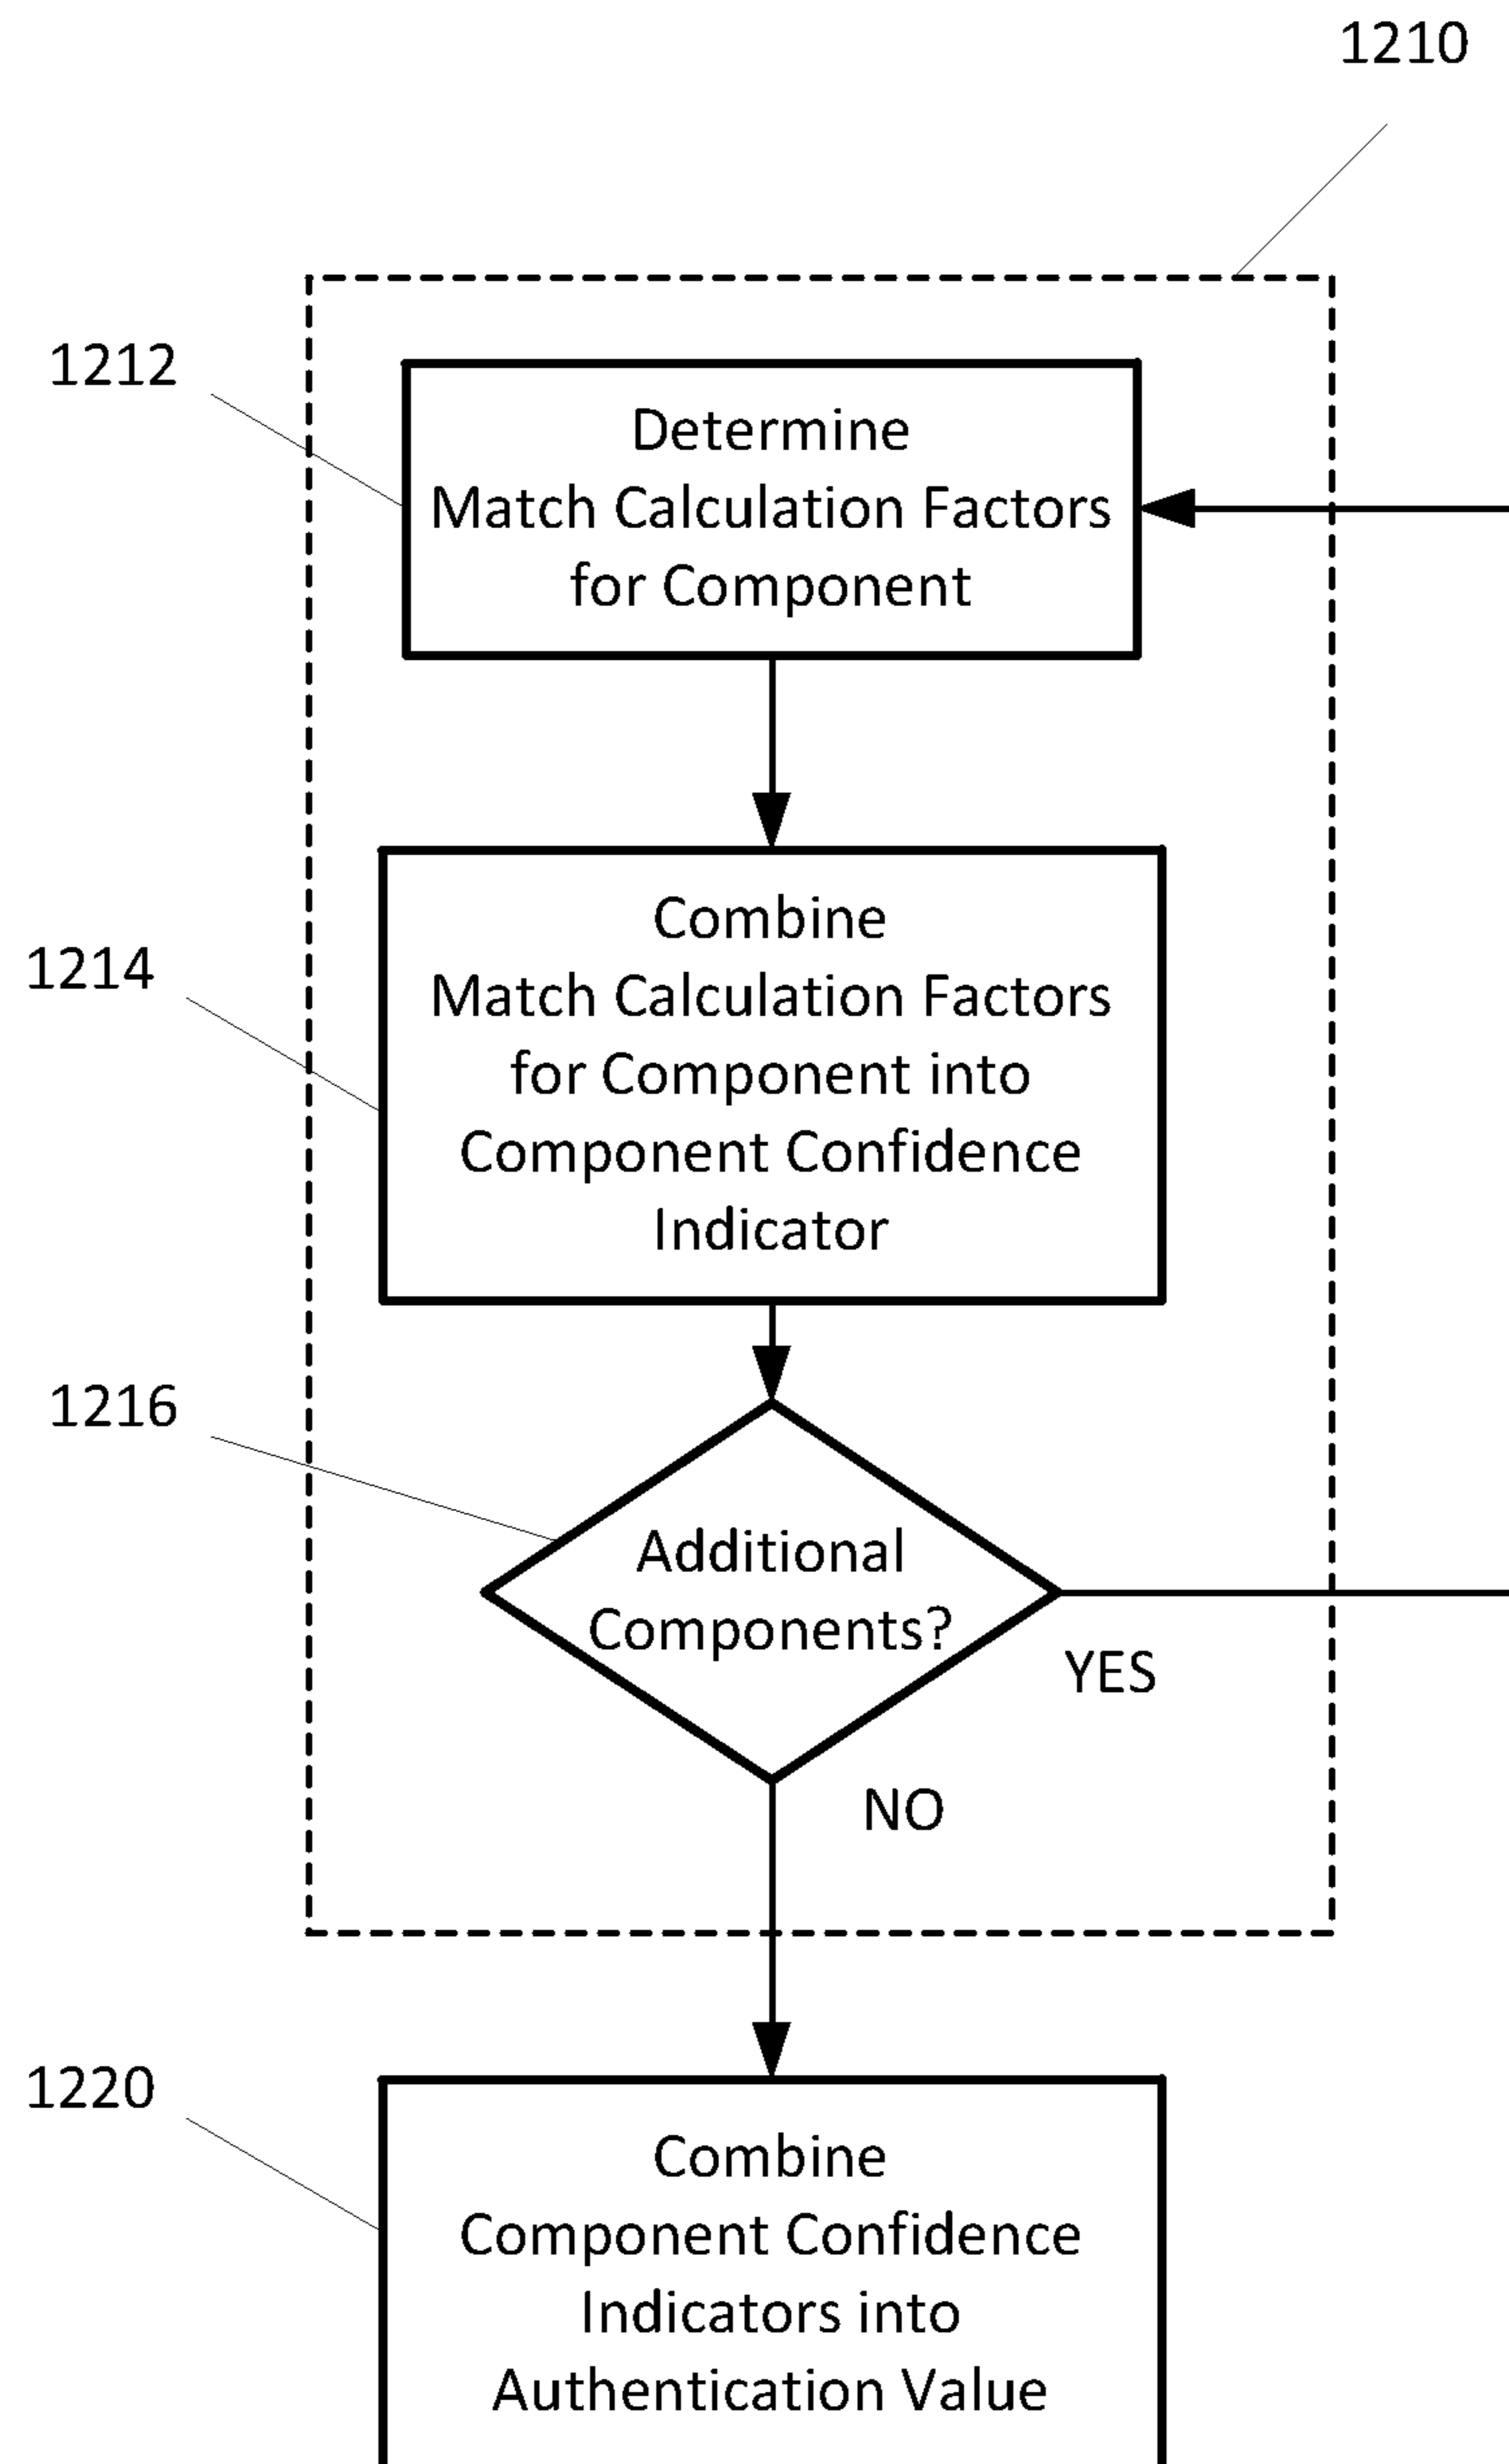 1210
1212
Determine
Match Calculation Factors
for Component
1214
Combine
Match Calculation Factors
for Component into
Component Confidence
Indicator
1216
Additional
Components?
YES
NO
1220
Combine
Component Confidence
Indicators into
Authentication Value